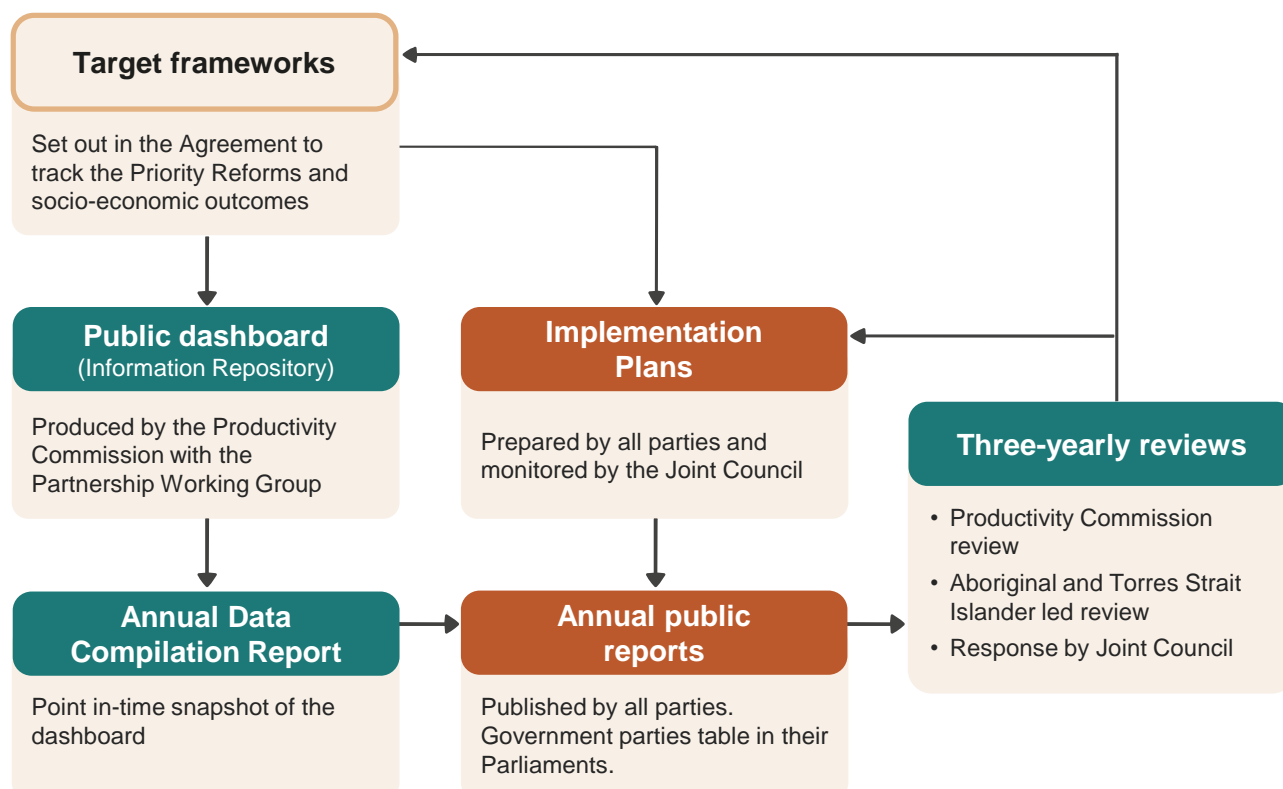 Target frameworks
Set out in the Agreement to
track the Priority Reforms and
socio-economic outcomes
Public dashboard
(Information Repository)
Produced by the Productivity
Commission with the
Partnership Working Group
Implementation
Plans
Prepared by all parties and
monitored by the Joint Council
Three-yearly reviews
• Productivity Commission
review
• Aboriginal and Torres Strait
Islander led review
• Response by Joint Council
Annual Data
Compilation Report
Point in-time snapshot of the
dashboard
Annual public
reports
Published by all parties.
Government parties table in their
Parliaments.